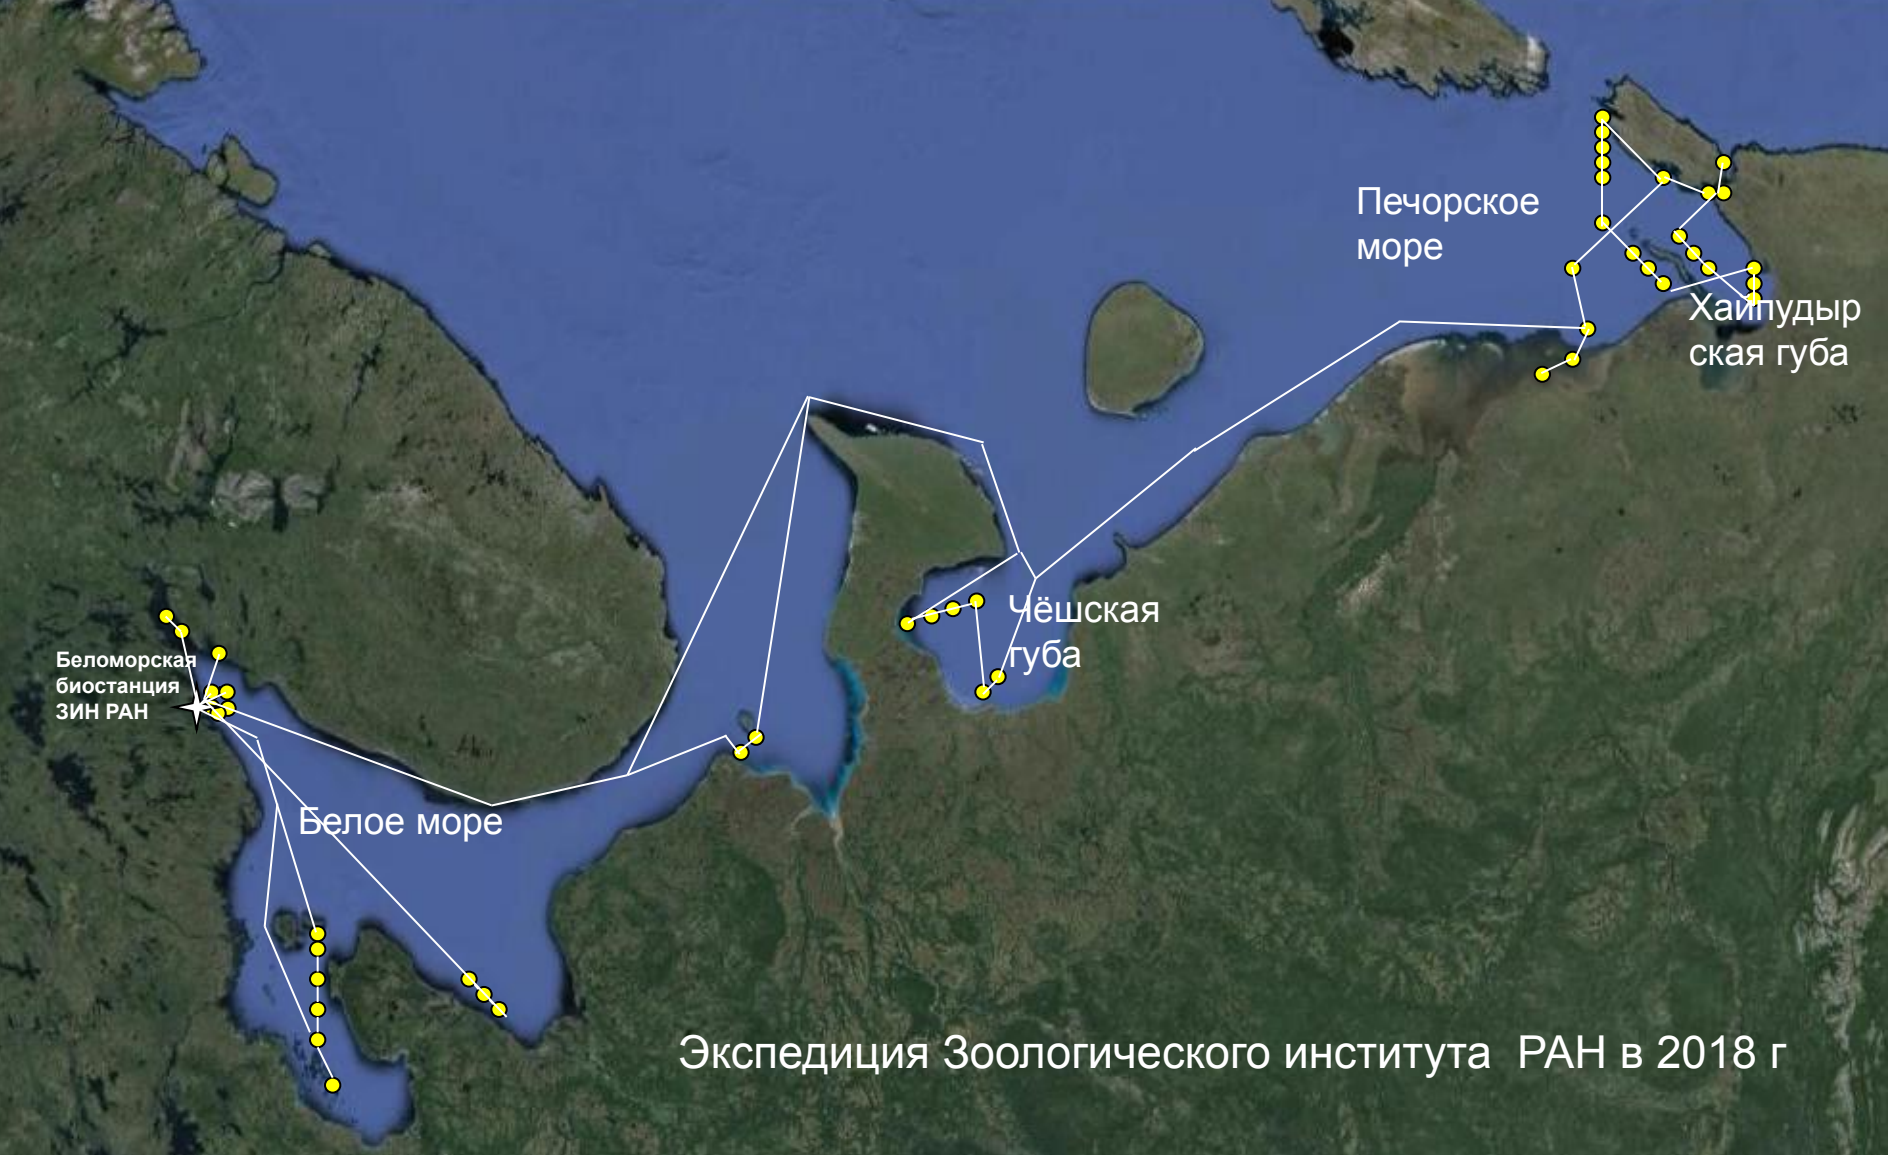 Печорское
море
Хайпудыр
ская губа
Чёшская
губа
Беломорская
биостанция
ЗИН РАН
Белое море
Экспедиция Зоологического института  РАН в 2018 г